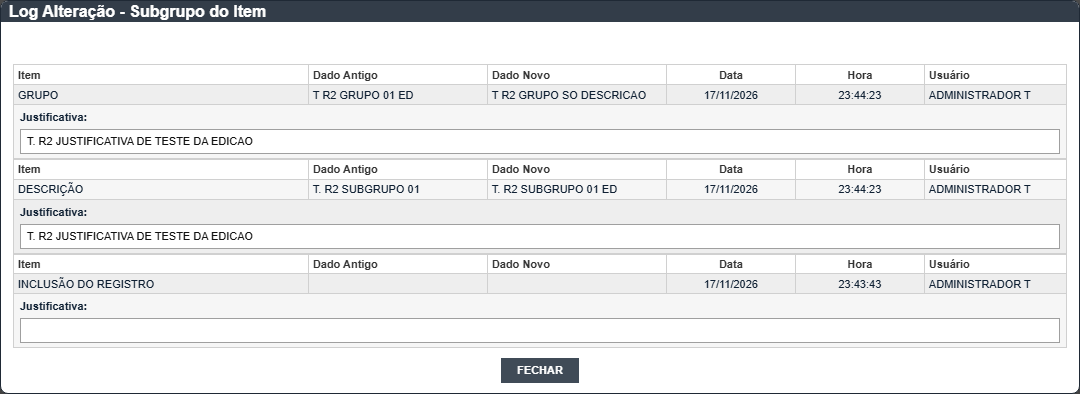 Log Alteração - Subgrupo do Item
Item Dado Antigo Dado Novo Data Hora Usuário
GRUPO T R2 GRUPO 01 ED T R2 GRUPO SO DESCRICAO 17/11/2026 23:44:23 ADMINISTRADOR T
Justificativa:
T. R2 JUSTIFICATIVA DE TESTE DA EDICAO
Item Dado Antigo Dado Novo Data Hora Usuário
DESCRIÇÃO T. R2 SUBGRUPO 01 T. R2 SUBGRUPO 01 ED 17/11/2026 23:44:23 ADMINISTRADOR T
Justificativa:
T. R2 JUSTIFICATIVA DE TESTE DA EDICAO
Item Dado Antigo Dado Novo Data Hora Usuário
INCLUSÃO DO REGISTRO 17/11/2026 23:43:43 ADMINISTRADOR T
Justificativa:
FECHAR